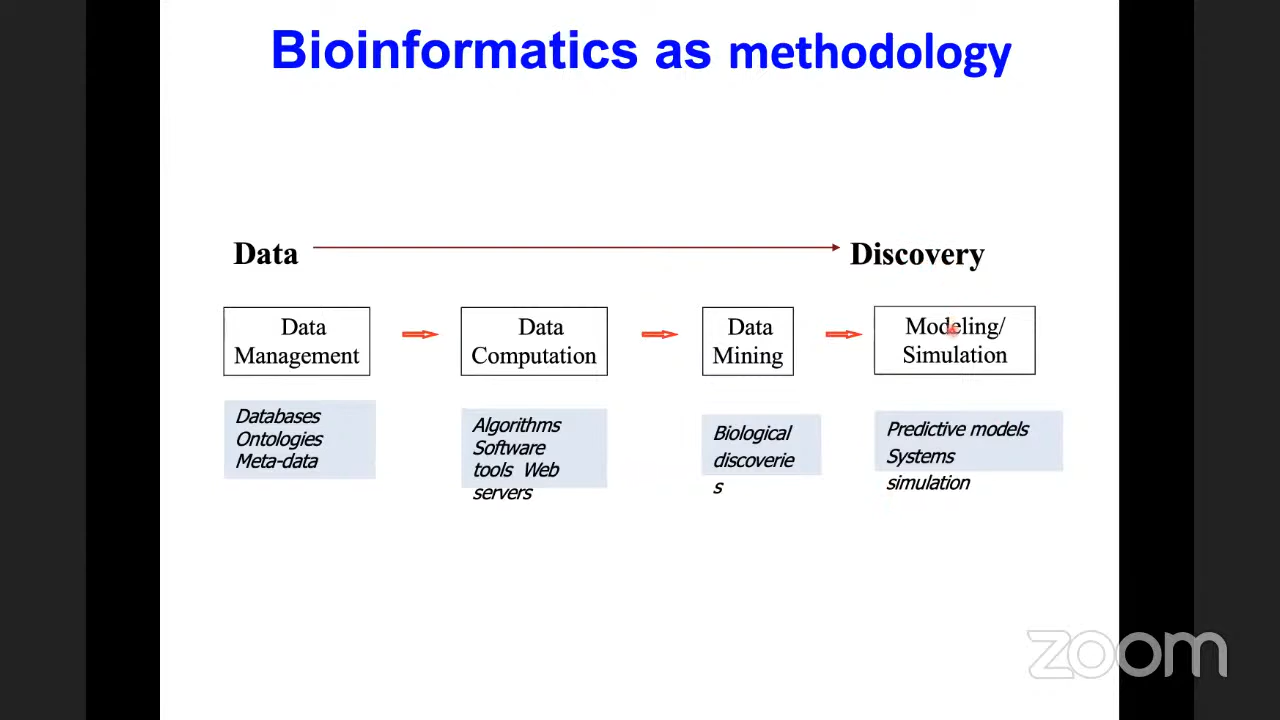 Bioinformatics as methodology
Data
Discovery
Data
Management
Data
Computation
Data
Mining
Modeling/
Simulation
Databases
Ontologies
Meta-data
Algorithms
Software
tools Web
servers
Biological
discoverie
s
Predictive models
Systems
simulation
zoom